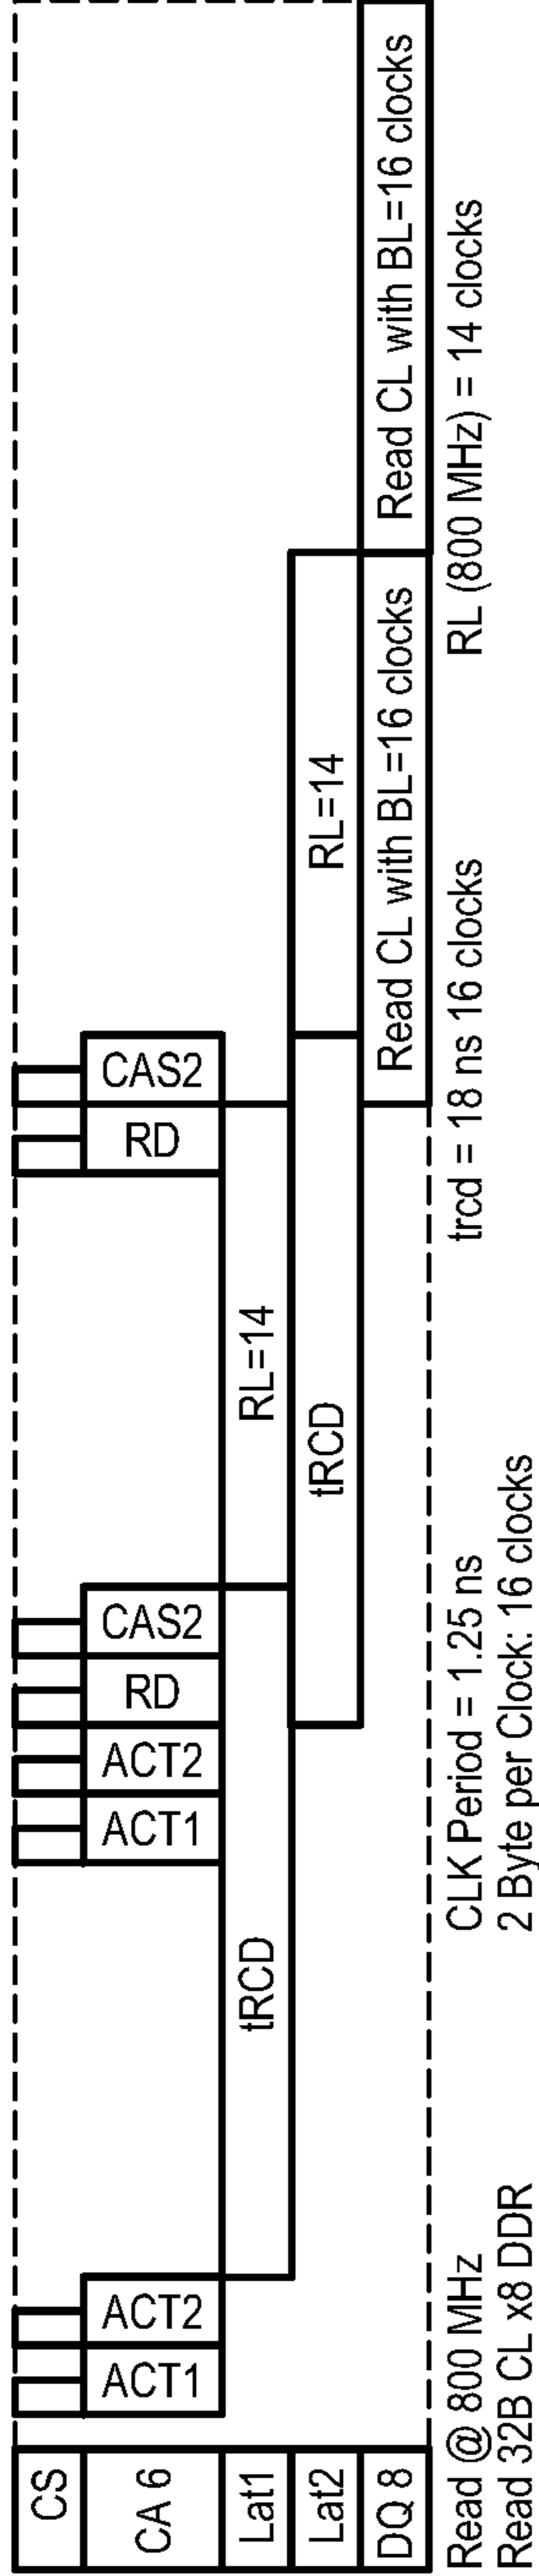 CS
CA 6
ACT1
ACT2
ACT1
ACT2
RD
CAS2
RD
CAS2
Lat1
tRCD
RL=14
Lat2
tRCD
RL=14
DQ 8
Read CL with BL=16 clocks
Read CL with BL=16 clocks
Read @ 800 MHz
CLK Period = 1.25 ns
trcd = 18 ns 16 clocks
RL (800 MHz) = 14 clocks
Read 32B CL x8 DDR
2 Byte per Clock: 16 clocks